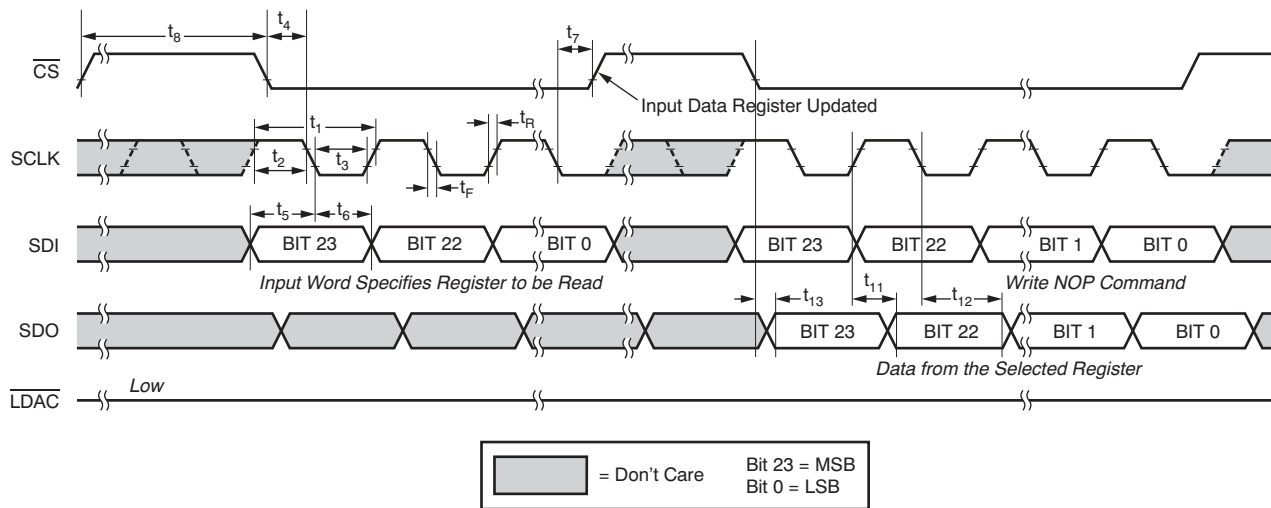 t8
t4
t7
CS
Input Data Register Updated
t1
tR
SCLK
t2
t3
tF
t5
t6
SDI
BIT 23
BIT 22
BIT 0
BIT 23
BIT 22
BIT 1
BIT 0
Input Word Specifies Register to be Read
Write NOP Command
t13
t11
t12
SDO
BIT 23
BIT 22
BIT 1
BIT 0
Data from the Selected Register
LDAC
Low
= Don't Care
Bit 23 = MSB
Bit 0 = LSB